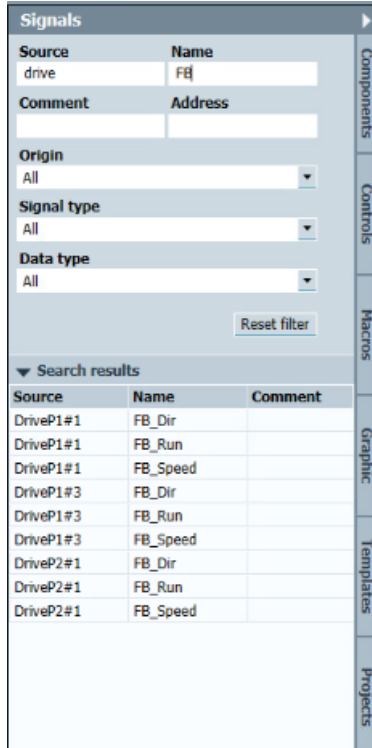 Signals
Source Name
drive FB
Comment Address
Origin
All
Signal type
All
Data type
All
Reset filter
Search results
Source Name Comment
DriveP1#1 FB_Dir
DriveP1#1 FB_Run
DriveP1#1 FB_Speed
DriveP1#3 FB_Dir
DriveP1#3 FB_Run
DriveP1#3 FB_Speed
DriveP2#1 FB_Dir
DriveP2#1 FB_Run
DriveP2#1 FB_Speed
Components
Controls
Macros
Graphic
Templates
Projects